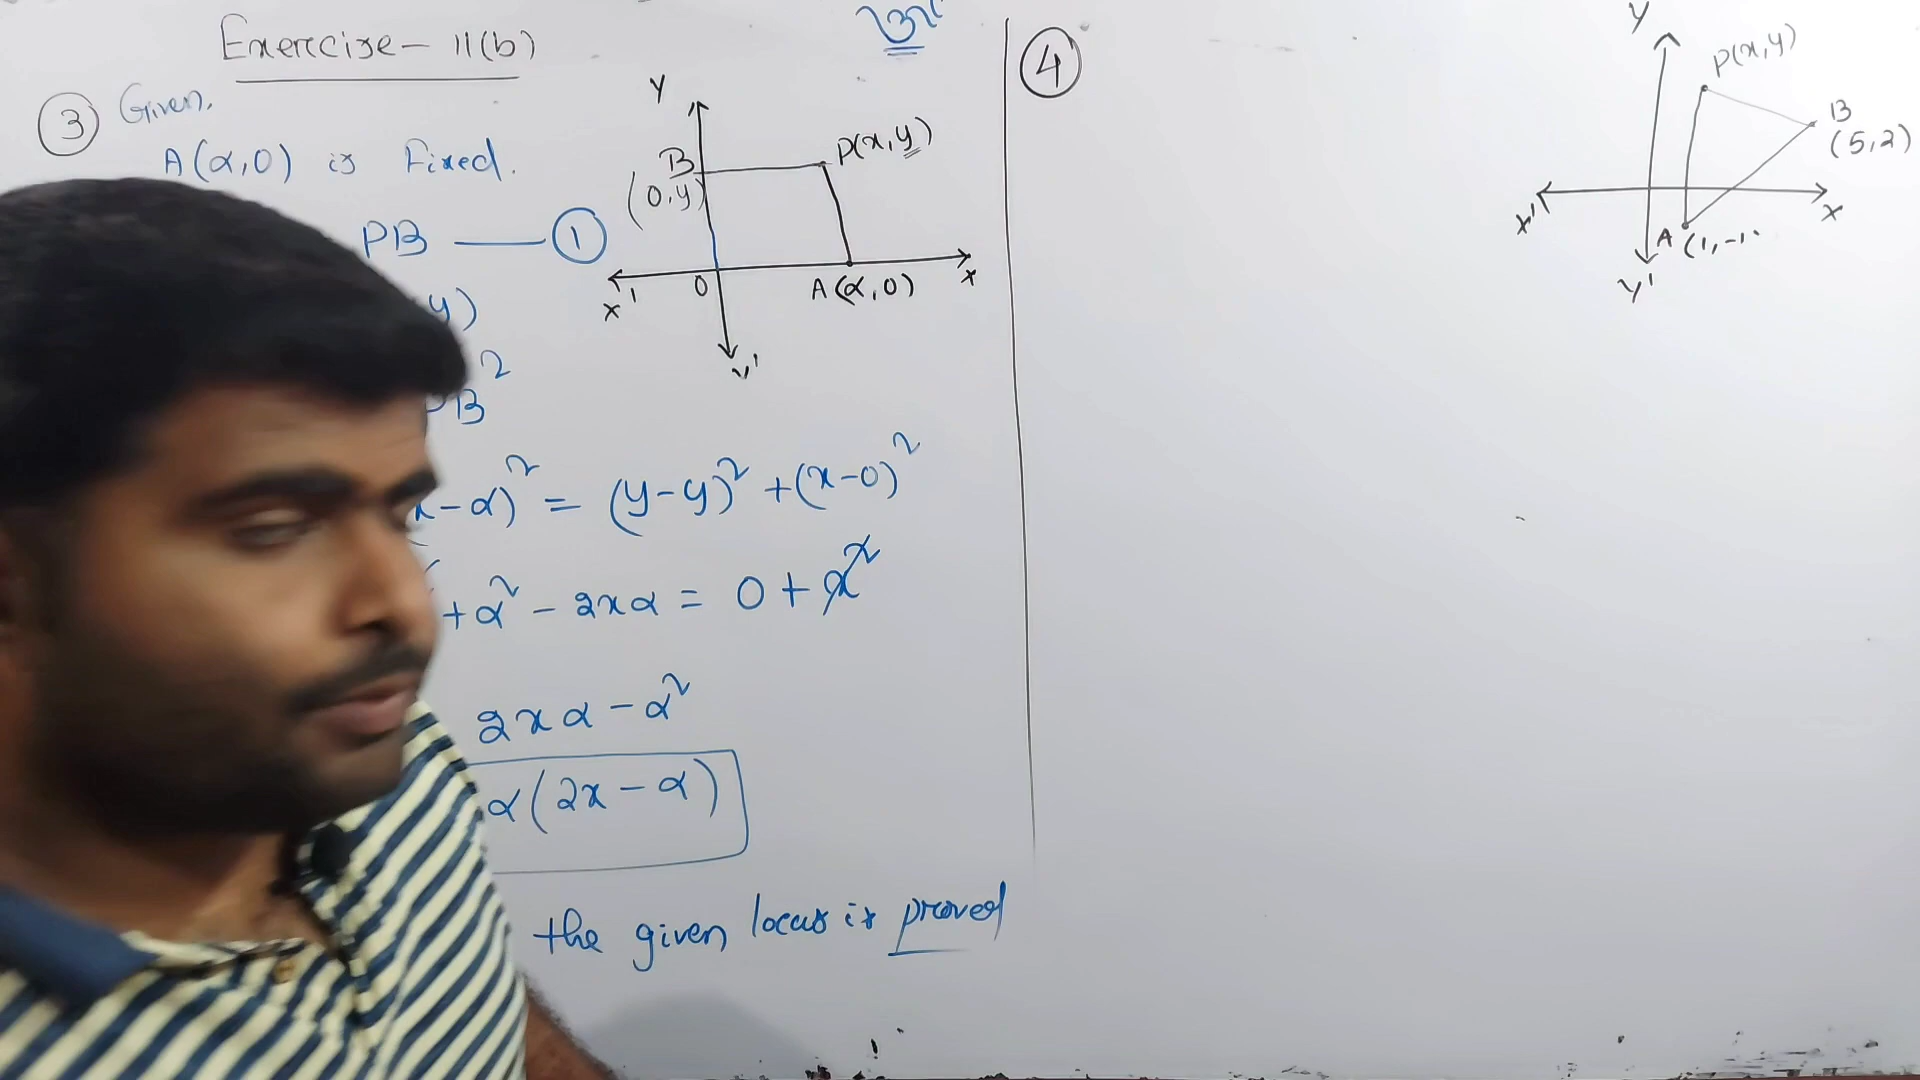 Exercise - 11(b)
3 Given,
A(α,0) is Fixed.
PB —— 1
y)
2
PB
x-α)² = (y-y)² + (x-0)²
+α² - 2xα = 0 + x²
2xα - α²
α(2x - α)
the given locus is proved
Y
B
(0,y)
P(x,y)
X'
0
A(α,0)
X
Y'
4
Y
P(x,y)
B
(5,2)
X'
X
A (1,-1
Y'